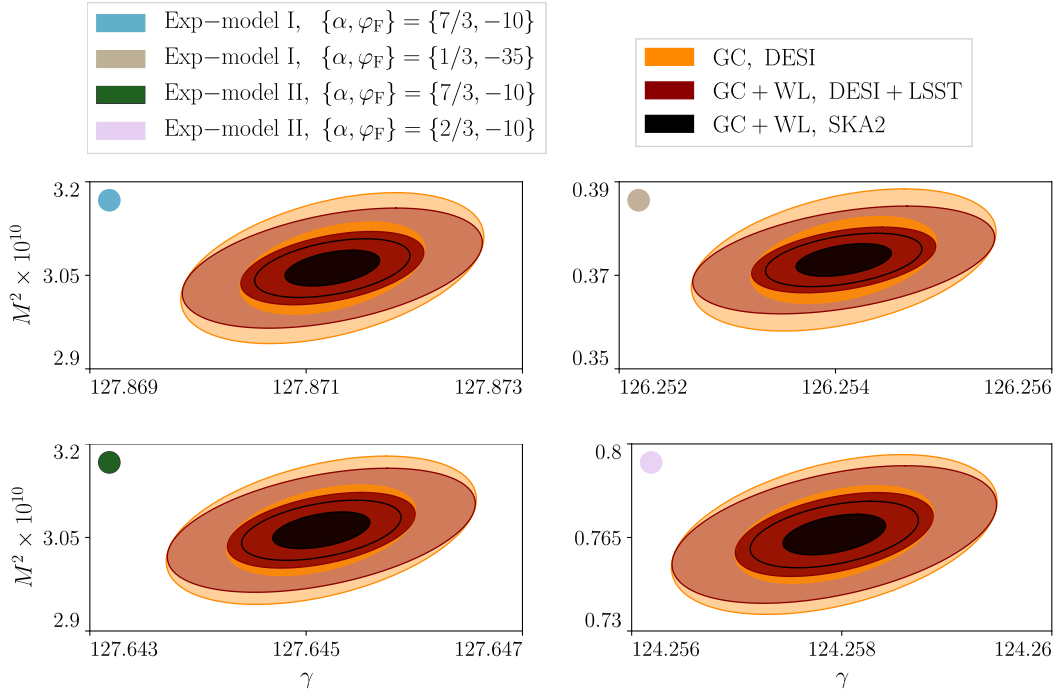 Exp−model I, {α, φ_F} = {7/3, −10}
Exp−model I, {α, φ_F} = {1/3, −35}
Exp−model II, {α, φ_F} = {7/3, −10}
Exp−model II, {α, φ_F} = {2/3, −10}
GC, DESI
GC + WL, DESI + LSST
GC + WL, SKA2
M² × 10¹⁰
3.2
3.05
2.9
127.869 127.871 127.873
0.39
0.37
0.35
126.252 126.254 126.256
M² × 10¹⁰
3.2
3.05
2.9
127.643 127.645 127.647
γ
0.8
0.765
0.73
124.256 124.258 124.26
γ